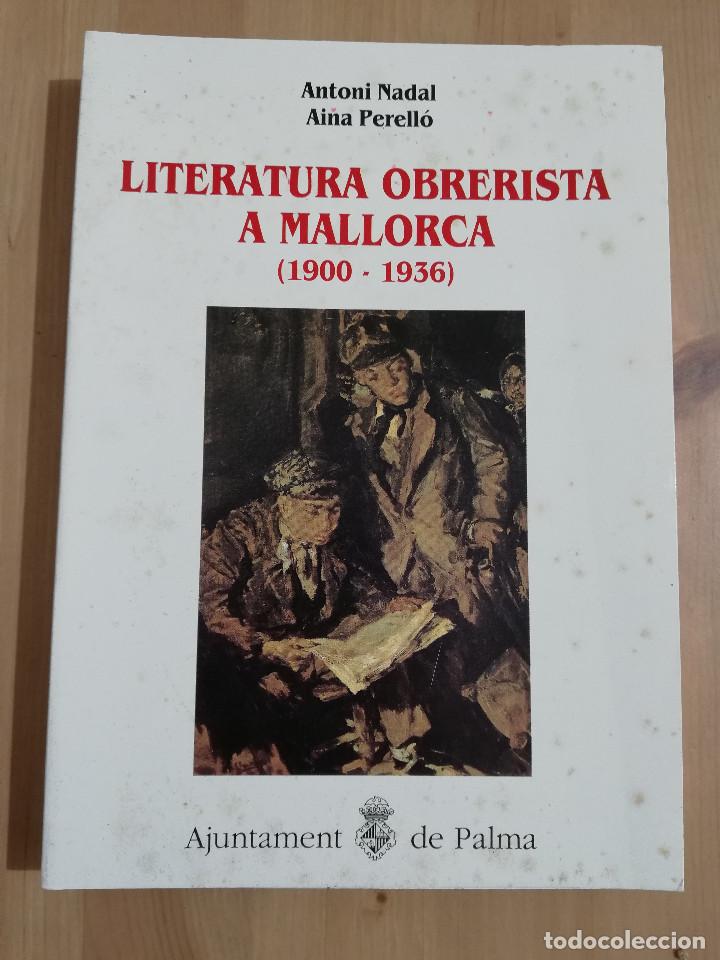 Antoni Nadal
Aina Perelló
LITERATURA OBRERISTA
A MALLORCA
(1900 - 1936)
Ajuntament de Palma
todocoleccion